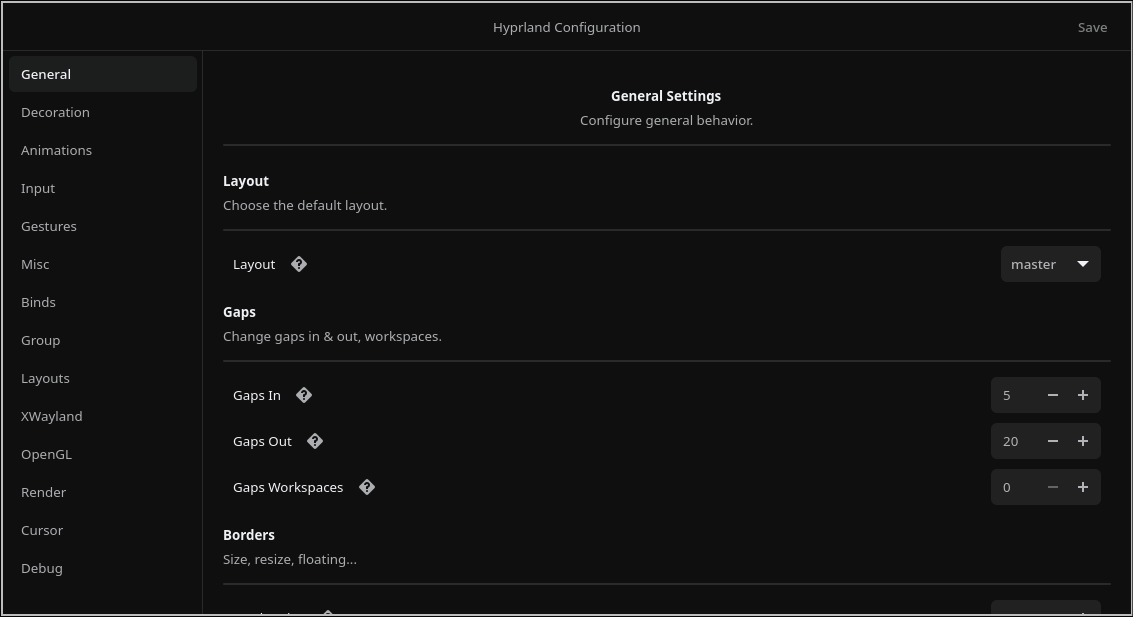 Hyprland Configuration
Save
General
Decoration
Animations
Input
Gestures
Misc
Binds
Group
Layouts
XWayland
OpenGL
Render
Cursor
Debug
General Settings
Configure general behavior.
Layout
Choose the default layout.
Layout
master
Gaps
Change gaps in & out, workspaces.
Gaps In
5
Gaps Out
20
Gaps Workspaces
0
Borders
Size, resize, floating...